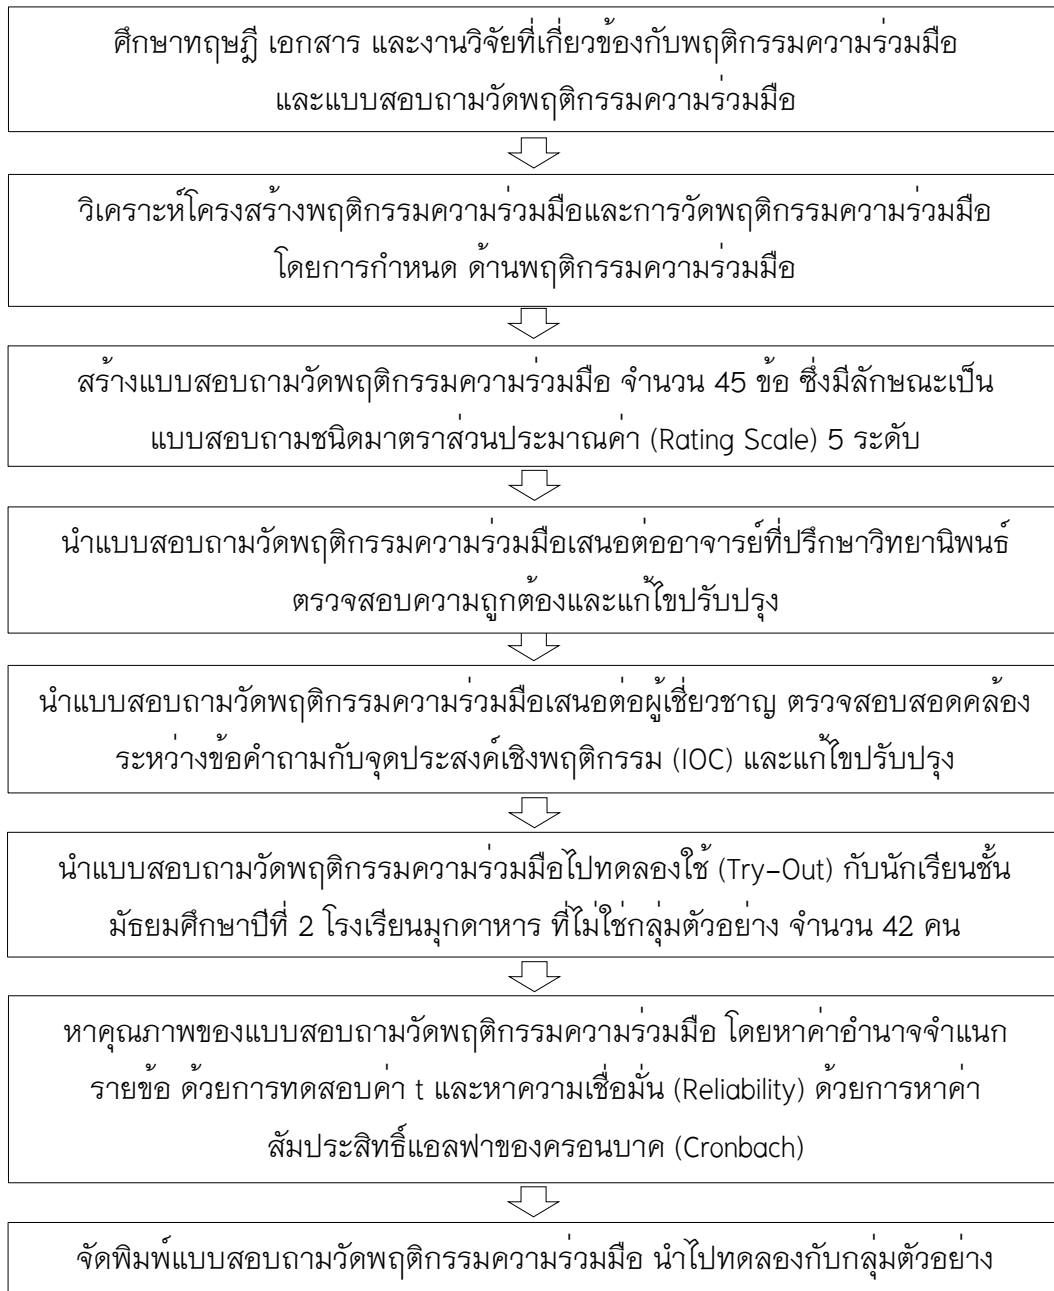 ศึกษาทฤษฎี เอกสาร และงานวิจัยที่เกี่ยวข้องกับพฤติกรรมความร่วมมือ
และแบบสอบถามวัดพฤติกรรมความร่วมมือ
วิเคราะห์โครงสร้างพฤติกรรมความร่วมมือและการวัดพฤติกรรมความร่วมมือ
โดยการกำหนด ด้านพฤติกรรมความร่วมมือ
สร้างแบบสอบถามวัดพฤติกรรมความร่วมมือ จำนวน 45 ข้อ ซึ่งมีลักษณะเป็น
แบบสอบถามชนิดมาตราส่วนประมาณค่า (Rating Scale) 5 ระดับ
นำแบบสอบถามวัดพฤติกรรมความร่วมมือเสนอต่ออาจารย์ที่ปรึกษาวิทยานิพนธ์
ตรวจสอบความถูกต้องและแก้ไขปรับปรุง
นำแบบสอบถามวัดพฤติกรรมความร่วมมือเสนอต่อผู้เชี่ยวชาญ ตรวจสอบสอดคล้อง
ระหว่างข้อคำถามกับจุดประสงค์เชิงพฤติกรรม (IOC) และแก้ไขปรับปรุง
นำแบบสอบถามวัดพฤติกรรมความร่วมมือไปทดลองใช้ (Try-Out) กับนักเรียนชั้น
มัธยมศึกษาปีที่ 2 โรงเรียนมุกดาหาร ที่ไม่ใช่กลุ่มตัวอย่าง จำนวน 42 คน
หาคุณภาพของแบบสอบถามวัดพฤติกรรมความร่วมมือ โดยหาค่าอำนาจจำแนก
รายข้อ ด้วยการทดสอบค่า t และหาความเชื่อมั่น (Reliability) ด้วยการหาค่า
สัมประสิทธิ์แอลฟาของครอนบาค (Cronbach)
จัดพิมพ์แบบสอบถามวัดพฤติกรรมความร่วมมือ นำไปทดลองกับกลุ่มตัวอย่าง